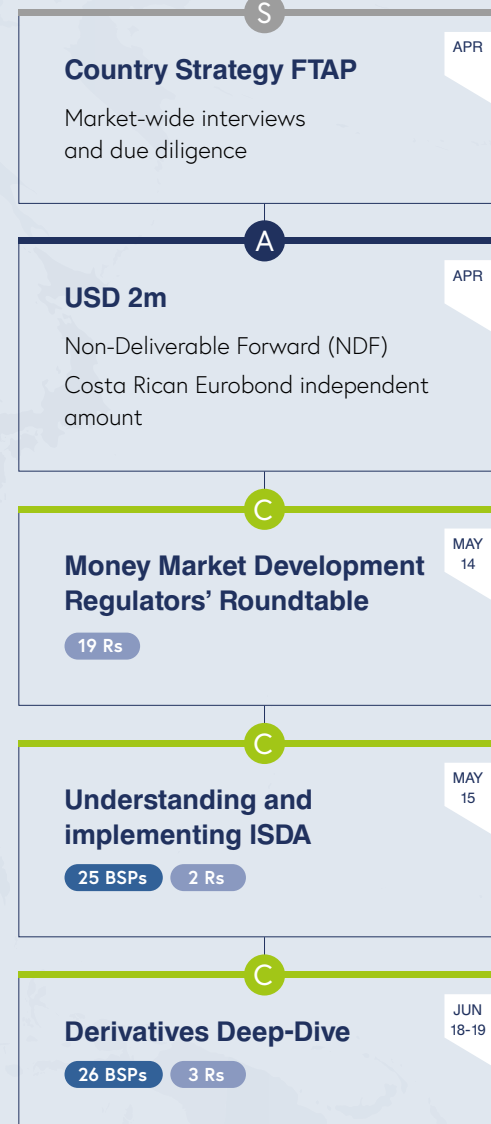 S
APR
Country Strategy FTAP
Market-wide interviews
and due diligence
A
APR
USD 2m
Non-Deliverable Forward (NDF)
Costa Rican Eurobond independent
amount
C
MAY
14
Money Market Development
Regulators’ Roundtable
19 Rs
C
MAY
15
Understanding and
implementing ISDA
25 BSPs 2 Rs
C
JUN
18-19
Derivatives Deep-Dive
26 BSPs 3 Rs